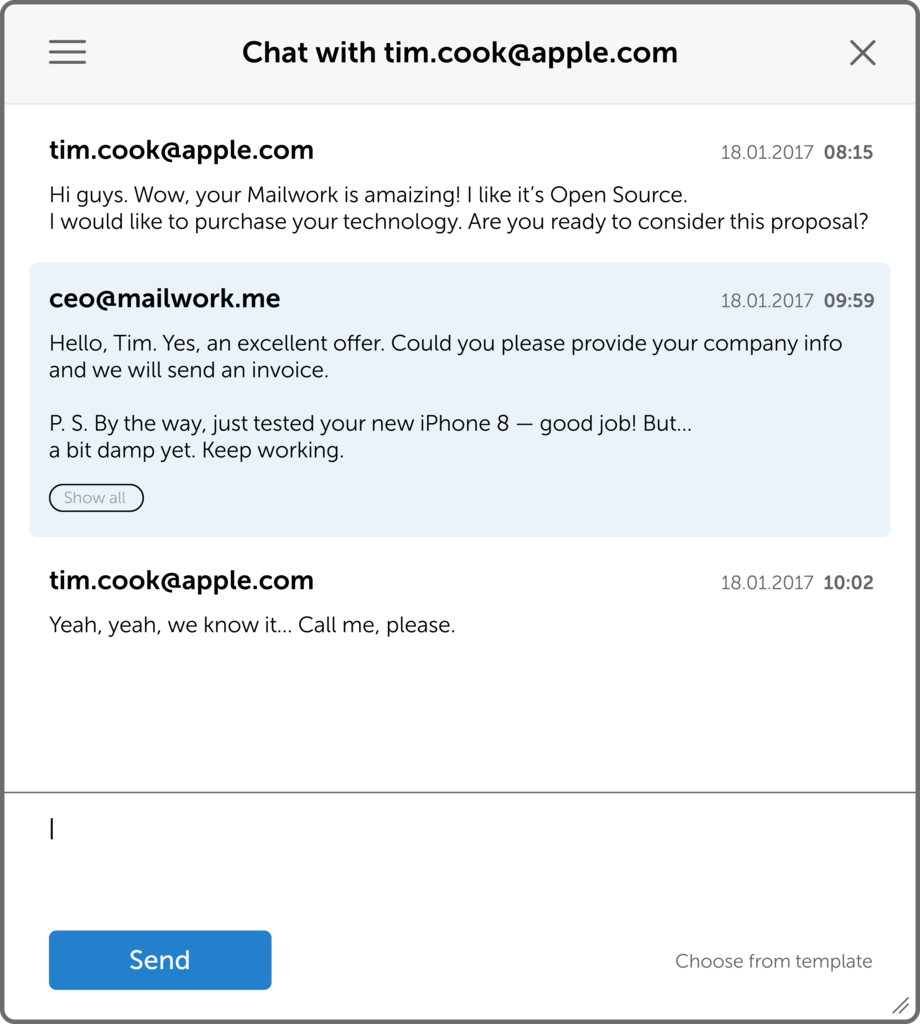 Chat with tim.cook@apple.com
tim.cook@apple.com 18.01.2017 08:15
Hi guys. Wow, your Mailwork is amaizing! I like it’s Open Source.
I would like to purchase your technology. Are you ready to consider this proposal?
ceo@mailwork.me 18.01.2017 09:59
Hello, Tim. Yes, an excellent offer. Could you please provide your company info
and we will send an invoice.
P. S. By the way, just tested your new iPhone 8 — good job! But...
a bit damp yet. Keep working.
Show all
tim.cook@apple.com 18.01.2017 10:02
Yeah, yeah, we know it... Call me, please.
Send
Choose from template